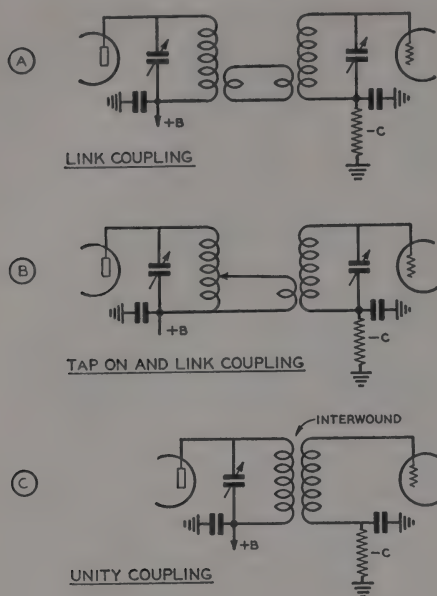 A
+B
-C
LINK COUPLING
B
+B
-C
TAP ON AND LINK COUPLING
INTERWOUND
C
+B
-C
UNITY COUPLING